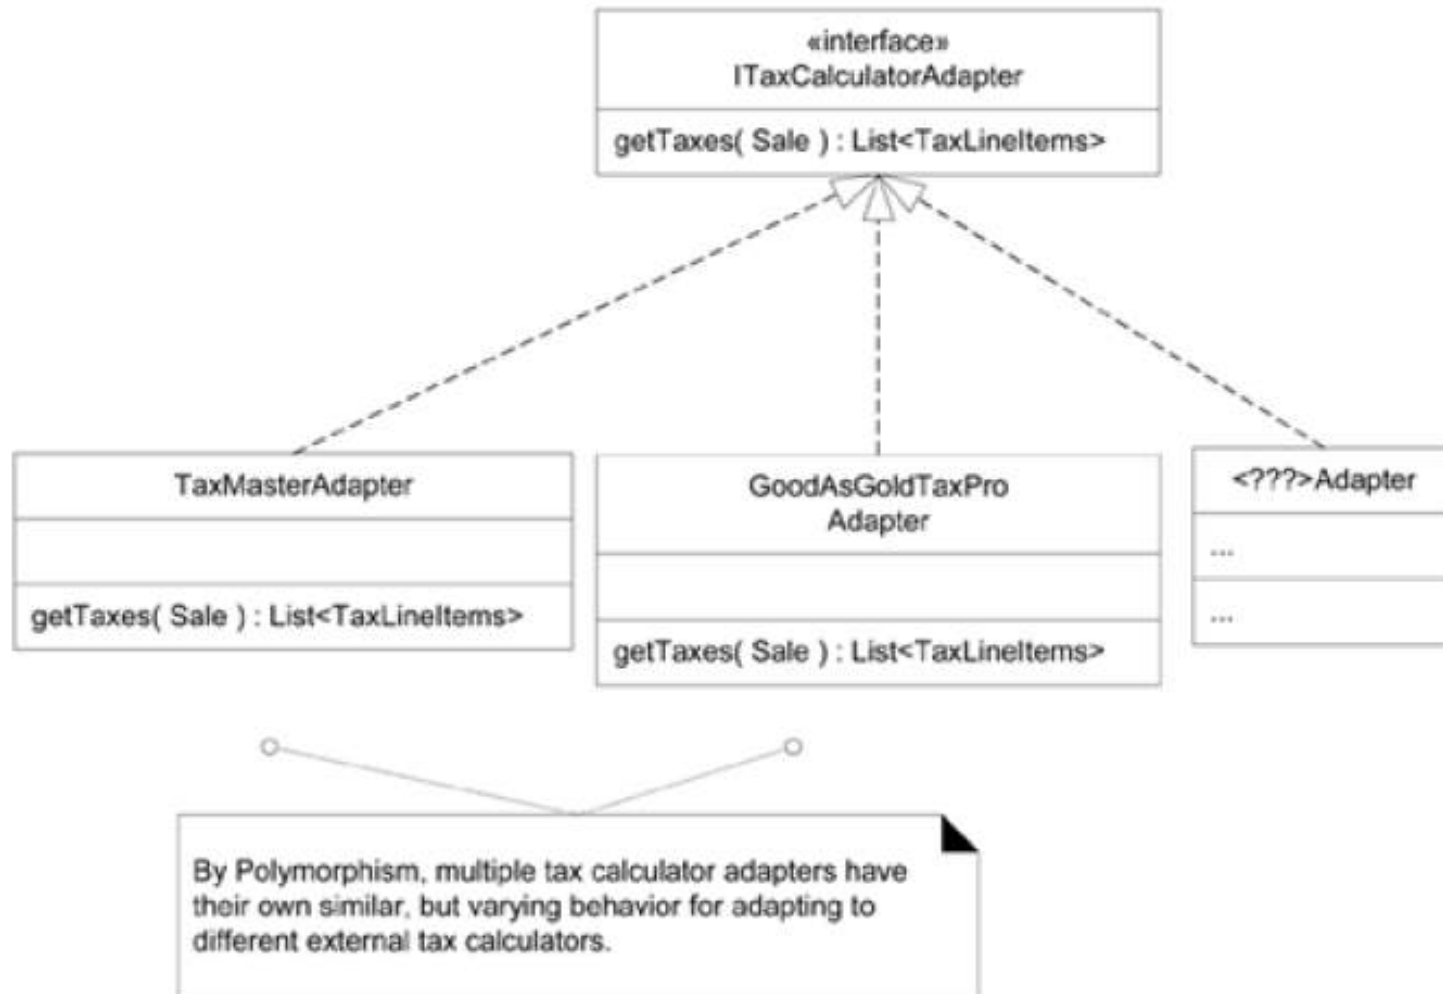 «interface»
ITaxCalculatorAdapter
getTaxes( Sale ) : List<TaxLineItems>
TaxMasterAdapter
getTaxes( Sale ) : List<TaxLineItems>
GoodAsGoldTaxPro
Adapter
getTaxes( Sale ) : List<TaxLineItems>
<???>Adapter
...
...
By Polymorphism, multiple tax calculator adapters have
their own similar, but varying behavior for adapting to
different external tax calculators.